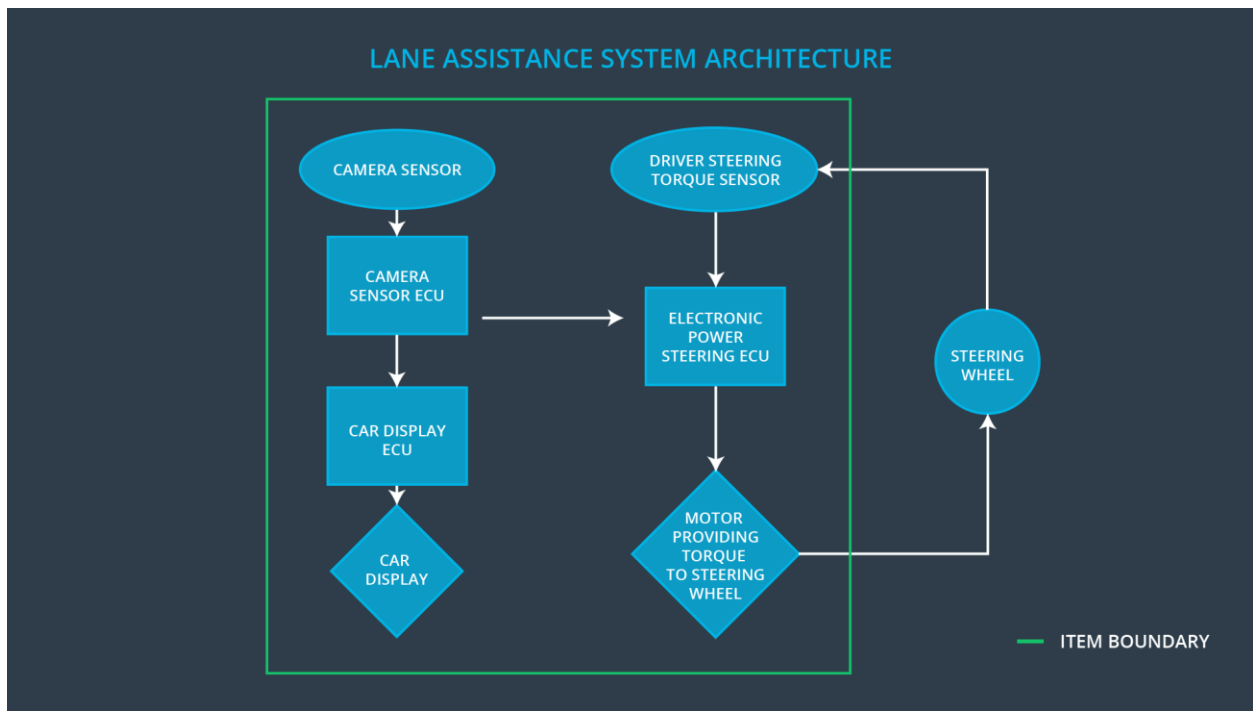 LANE ASSISTANCE SYSTEM ARCHITECTURE
CAMERA SENSOR
CAMERA
SENSOR ECU
CAR DISPLAY
ECU
CAR
DISPLAY
DRIVER STEERING
TORQUE SENSOR
ELECTRONIC
POWER
STEERING ECU
MOTOR
PROVIDING
TORQUE
TO STEERING
WHEEL
STEERING
WHEEL
ITEM BOUNDARY